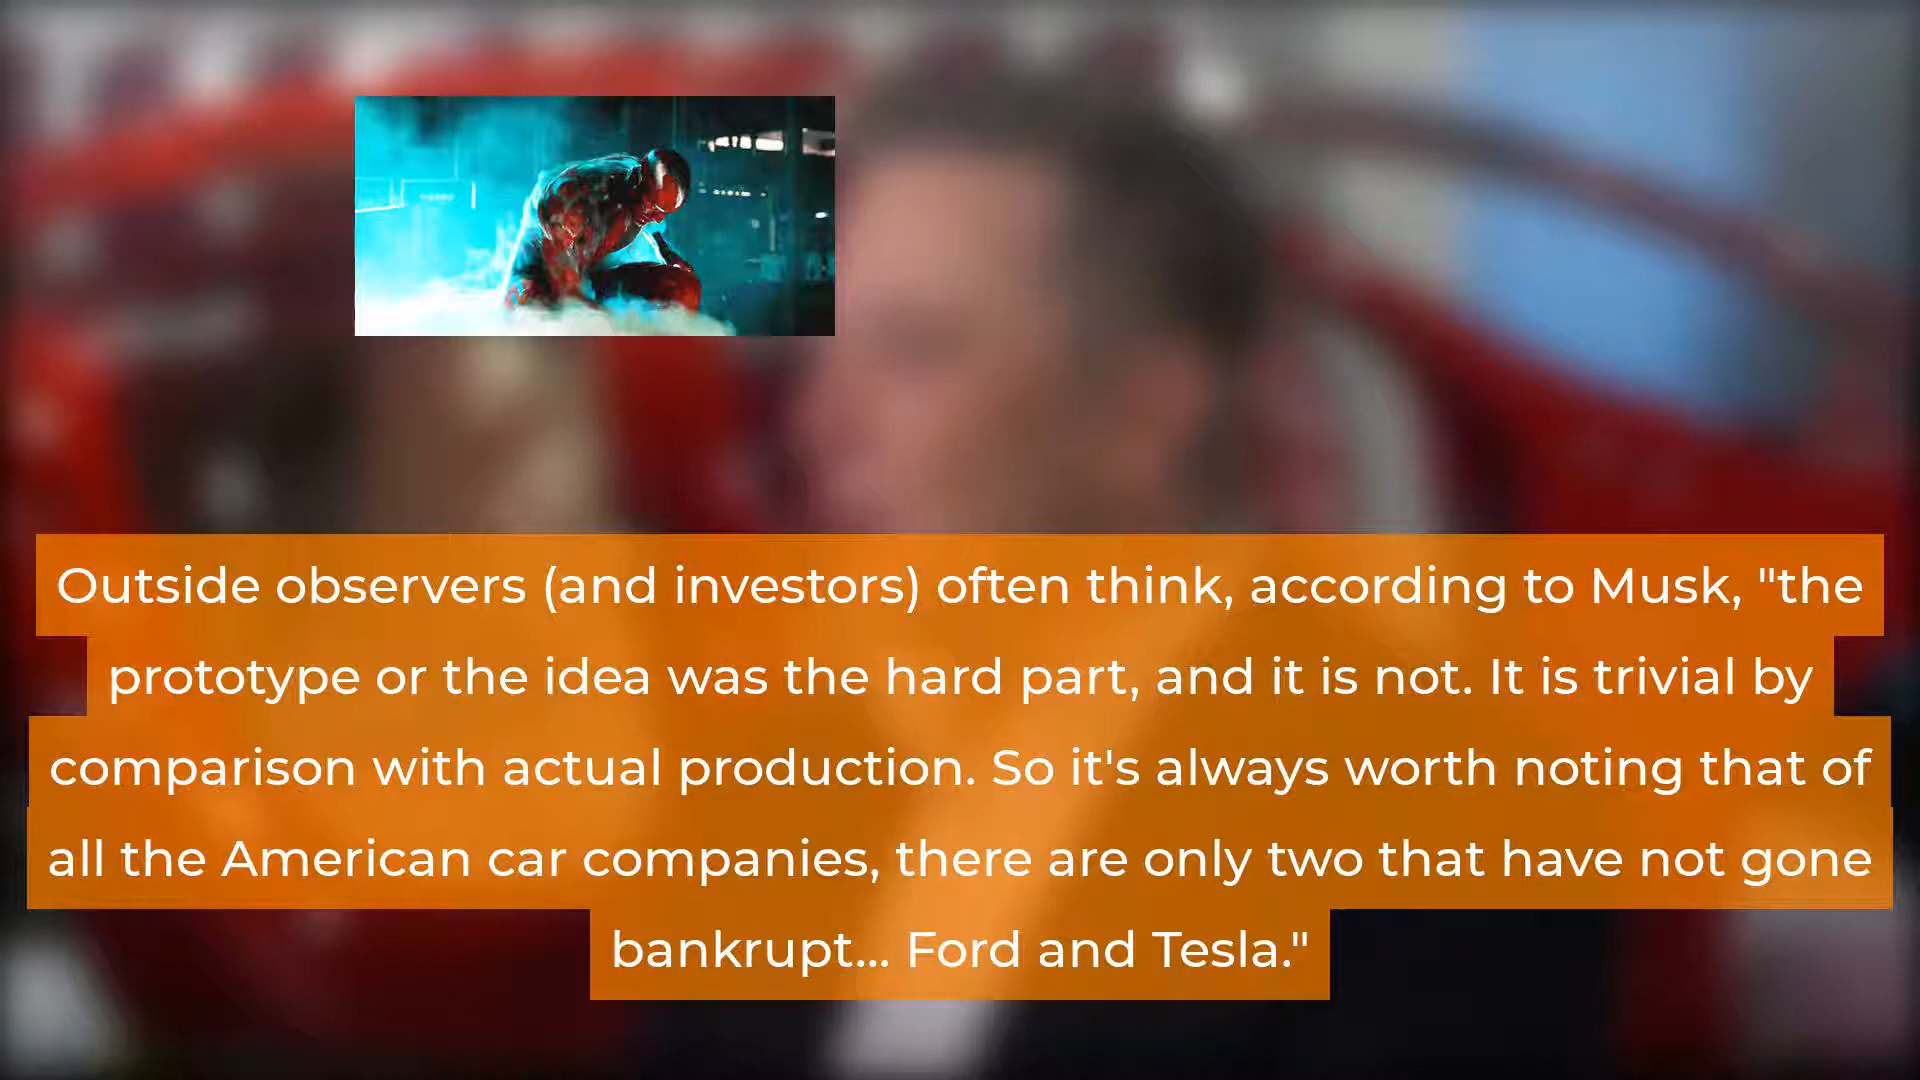 Outside observers (and investors) often think, according to Musk, "the
prototype or the idea was the hard part, and it is not. It is trivial by
comparison with actual production. So it's always worth noting that of
all the American car companies, there are only two that have not gone
bankrupt... Ford and Tesla."